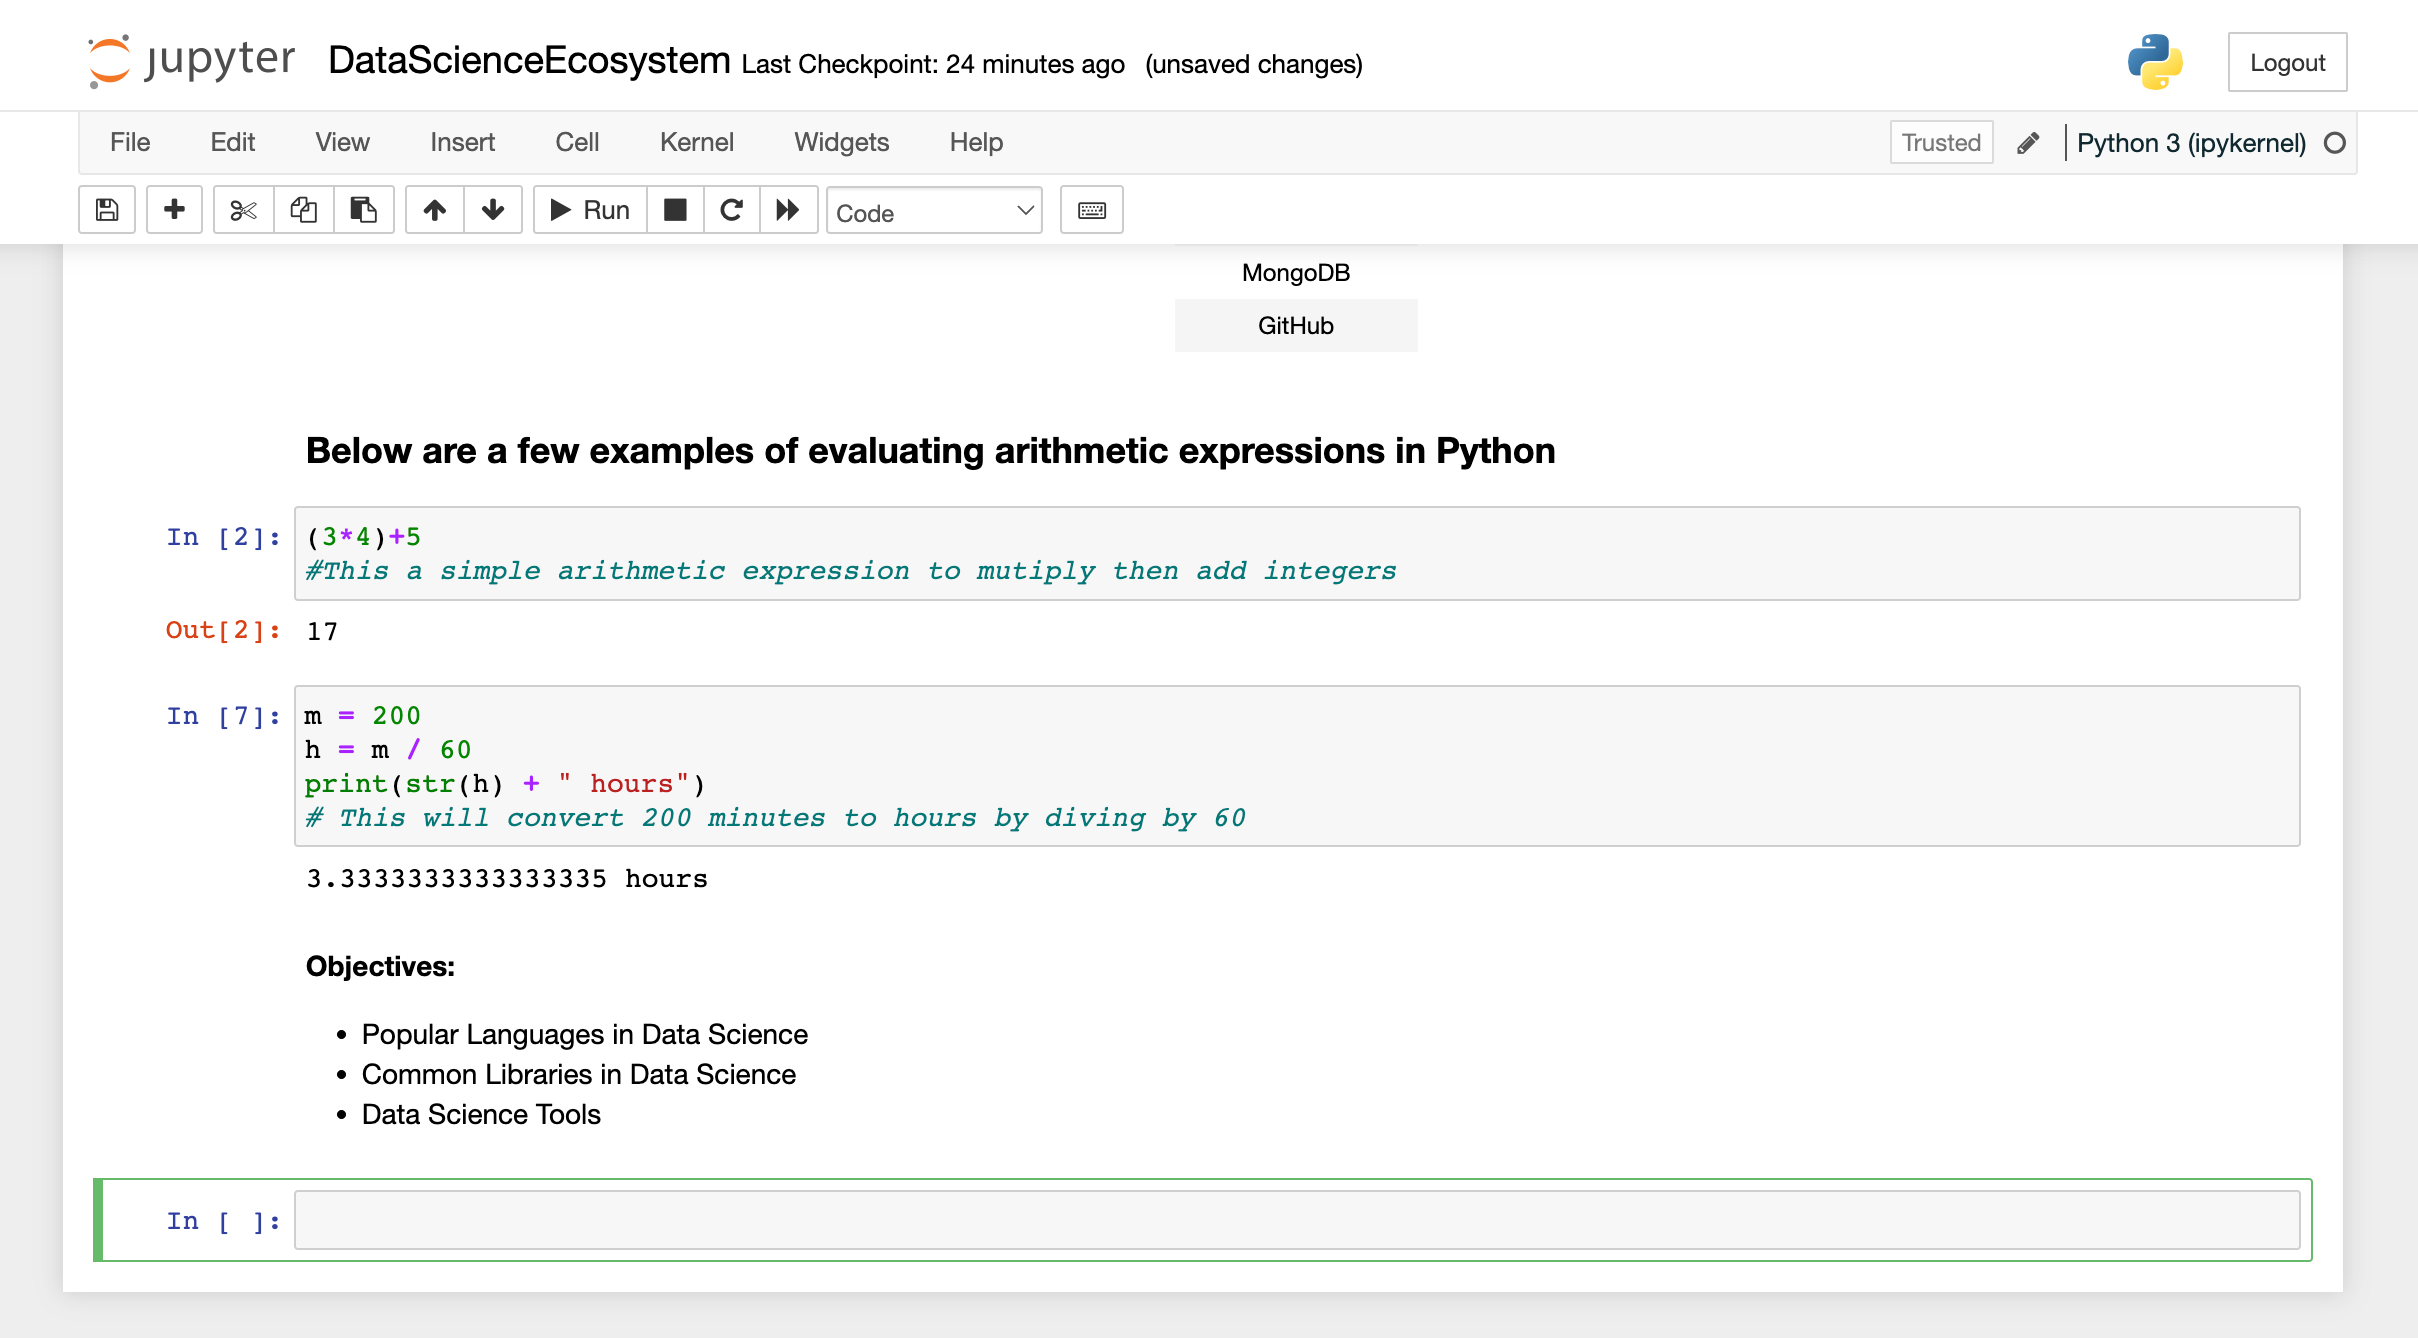 jupyter DataScienceEcosystem Last Checkpoint: 24 minutes ago (unsaved changes) Logout
File Edit View Insert Cell Kernel Widgets Help Trusted Python 3 (ipykernel)
Run Code
MongoDB
GitHub
Below are a few examples of evaluating arithmetic expressions in Python
In [2]: (3*4)+5
#This a simple arithmetic expression to mutiply then add integers
Out[2]: 17
In [7]: m = 200
h = m / 60
print(str(h) + " hours")
# This will convert 200 minutes to hours by diving by 60
3.3333333333333335 hours
Objectives:
• Popular Languages in Data Science
• Common Libraries in Data Science
• Data Science Tools
In [ ]: